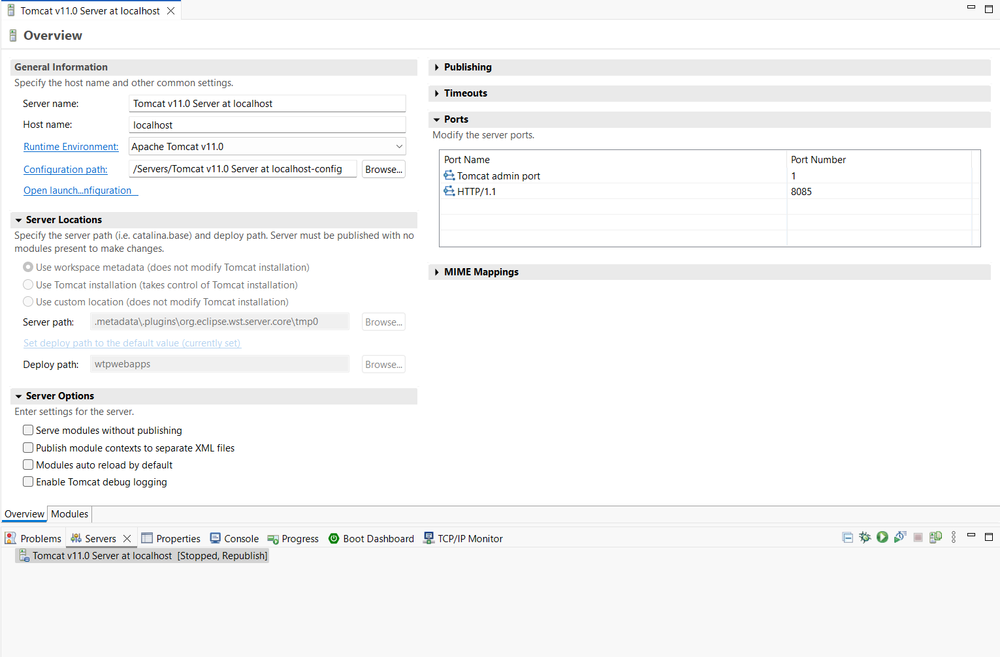 Tomcat v11.0 Server at localhost
Overview
General Information
Specify the host name and other common settings.
Server name: Tomcat v11.0 Server at localhost
Host name: localhost
Runtime Environment: Apache Tomcat v11.0
Configuration path: /Servers/Tomcat v11.0 Server at localhost-config Browse...
Open launch...nfiguration
Server Locations
Specify the server path (i.e. catalina.base) and deploy path. Server must be published with no
modules present to make changes.
Use workspace metadata (does not modify Tomcat installation)
Use Tomcat installation (takes control of Tomcat installation)
Use custom location (does not modify Tomcat installation)
Server path: .metadata\.plugins\org.eclipse.wst.server.core\tmp0 Browse...
Set deploy path to the default value (currently set)
Deploy path: wtpwebapps Browse...
Server Options
Enter settings for the server.
Serve modules without publishing
Publish module contexts to separate XML files
Modules auto reload by default
Enable Tomcat debug logging
Publishing
Timeouts
Ports
Modify the server ports.
Port Name Port Number
Tomcat admin port 1
HTTP/1.1 8085
MIME Mappings
Overview Modules
Problems Servers Properties Console Progress Boot Dashboard TCP/IP Monitor
Tomcat v11.0 Server at localhost [Stopped, Republish]